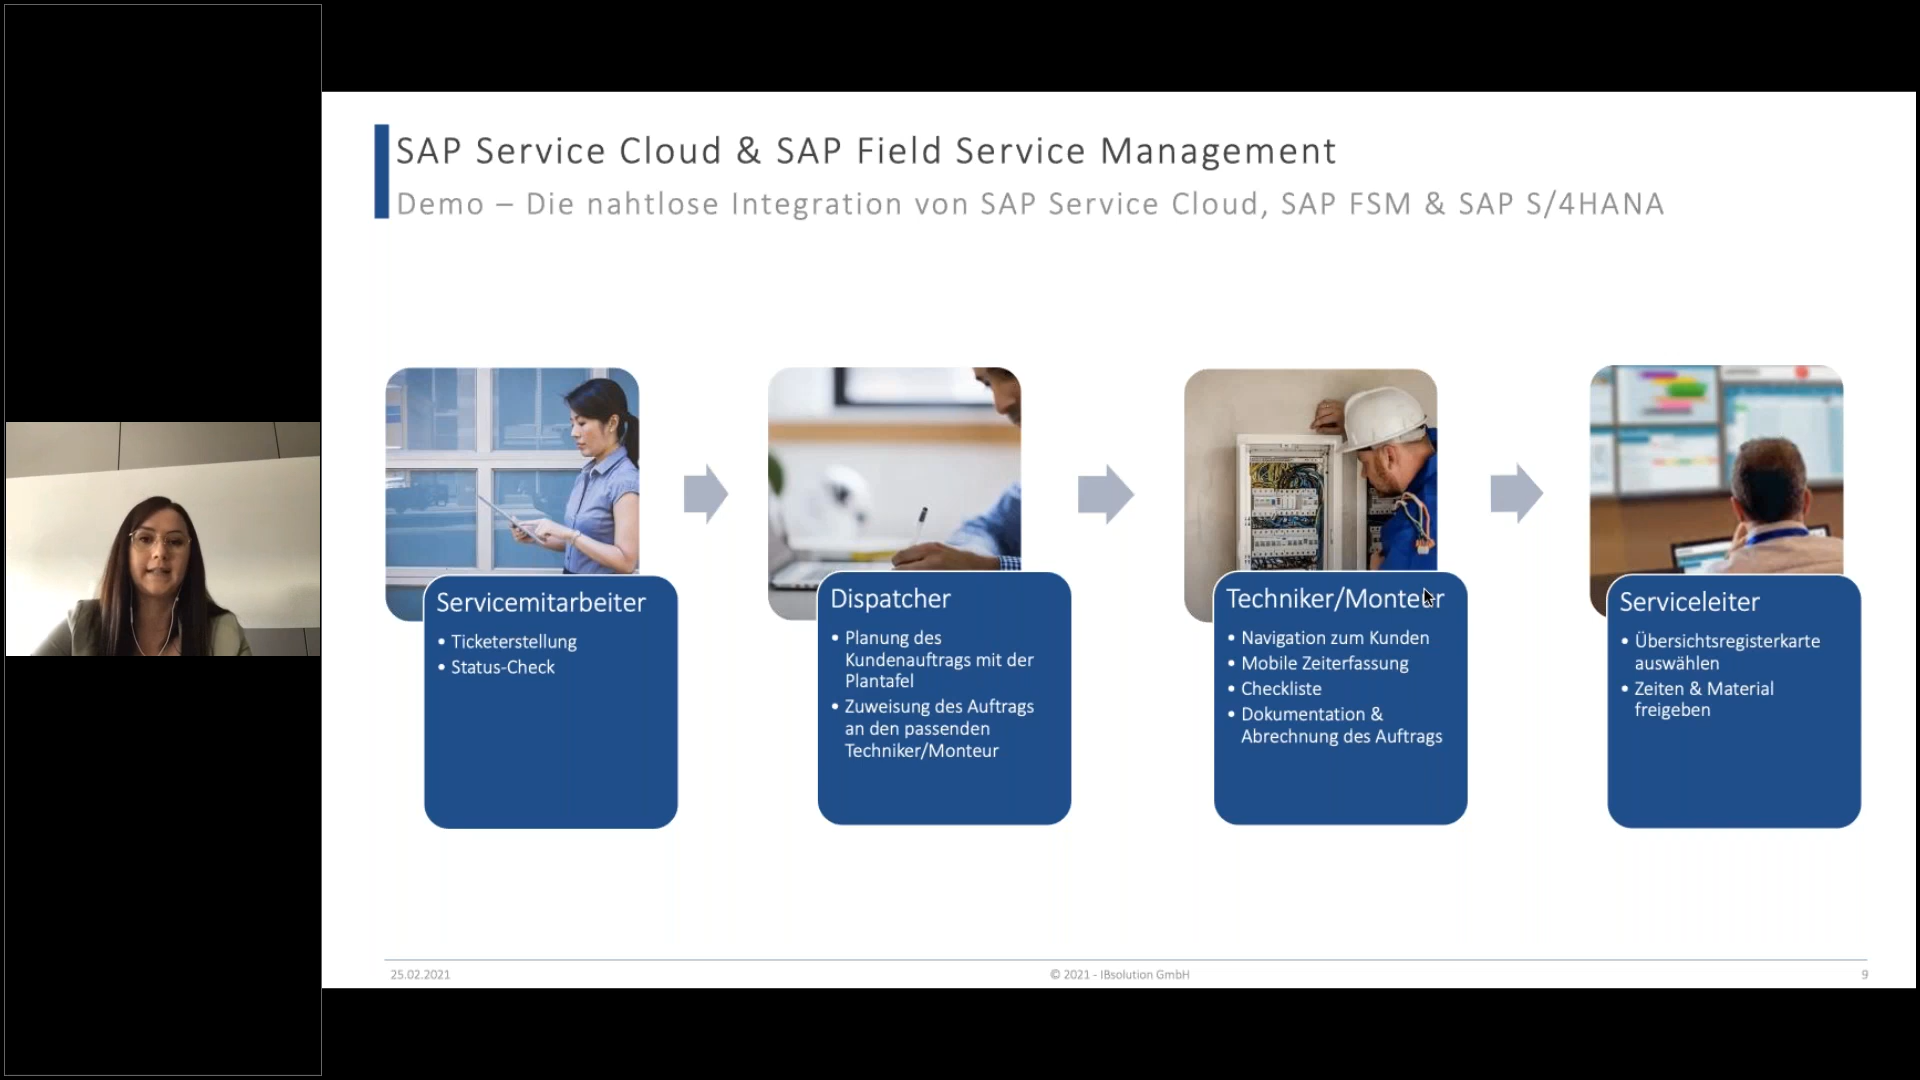 SAP Service Cloud & SAP Field Service Management
Demo – Die nahtlose Integration von SAP Service Cloud, SAP FSM & SAP S/4HANA
Servicemitarbeiter
• Ticketerstellung
• Status-Check
Dispatcher
• Planung des
Kundenauftrags mit der
Plantafel
• Zuweisung des Auftrags
an den passenden
Techniker/Monteur
Techniker/Monteur
• Navigation zum Kunden
• Mobile Zeiterfassung
• Checkliste
• Dokumentation &
Abrechnung des Auftrags
Serviceleiter
• Übersichtsregisterkarte
auswählen
• Zeiten & Material
freigeben
25.02.2021
© 2021 - IBsolution GmbH
9